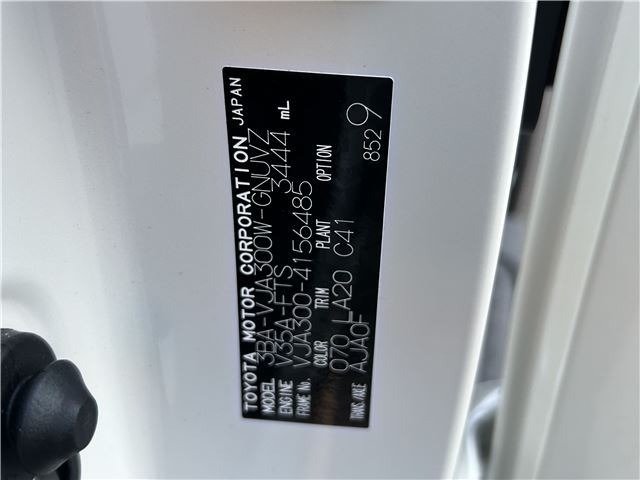 TOYOTA MOTOR CORPORATION JAPAN
MODEL 3BA-VJA300W-GNUVZ
ENGINE V35A-FTS 3444 mL
FRAME No. VJA300-4156485
COLOR TRIM PLANT OPTION
070 LA20 C41 852 9
TRANS./AXLE AJA0F